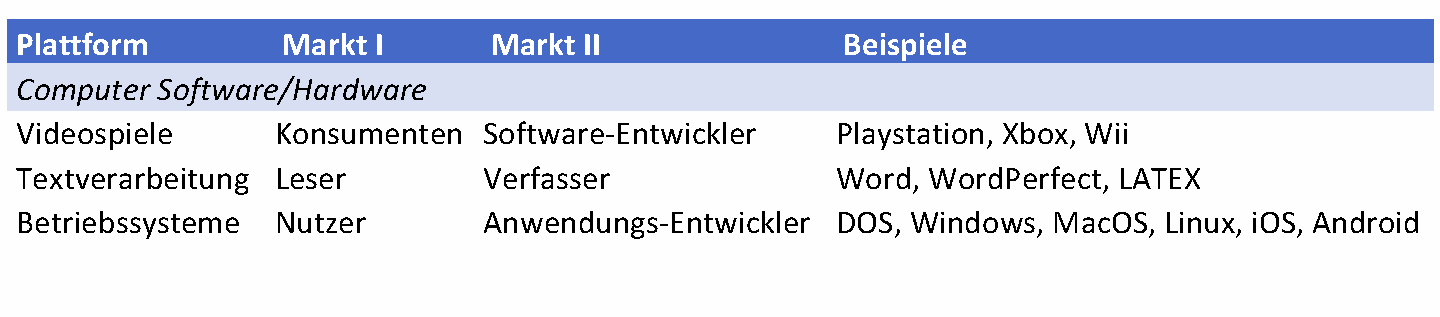 Plattform Markt I Markt II Beispiele
Computer Software/Hardware
Videospiele Konsumenten Software-Entwickler Playstation, Xbox, Wii
Textverarbeitung Leser Verfasser Word, WordPerfect, LATEX
Betriebssysteme Nutzer Anwendungs-Entwickler DOS, Windows, MacOS, Linux, iOS, Android